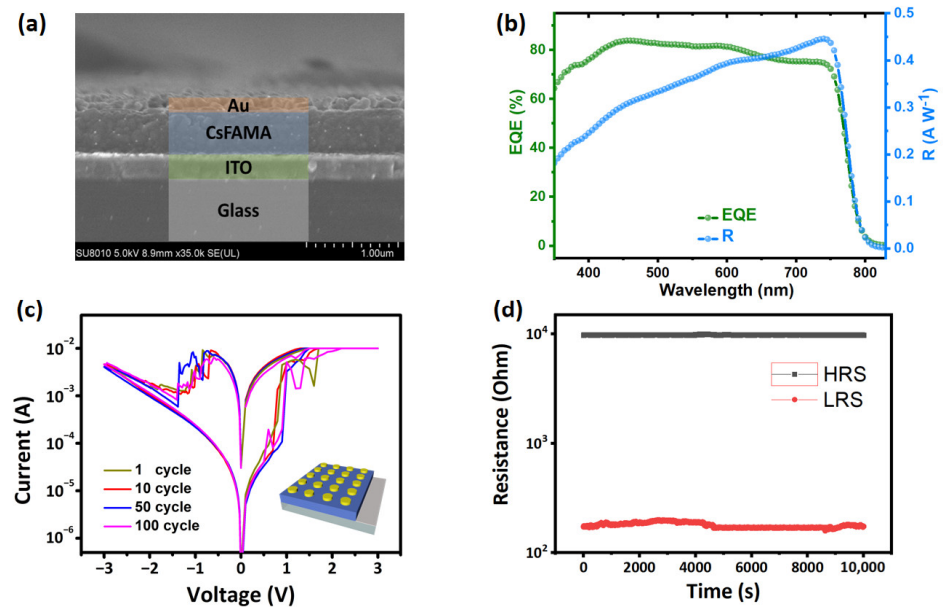 (a)
Au
CsFAMA
ITO
Glass
SU8010 5.0kV 8.9mm x35.0k SE(UL) 1.00um
(b)
EQE (%)
80
60
40
20
0
EQE
R
400 500 600 700 800
Wavelength (nm)
0.5
0.4
0.3
0.2
0.1
0.0
R (A W-1)
(c)
Current (A)
10-2
10-3
10-4
10-5
10-6
1 cycle
10 cycle
50 cycle
100 cycle
−3 −2 −1 0 1 2 3
Voltage (V)
(d)
Resistance (Ohm)
104
103
102
HRS
LRS
0 2000 4000 6000 8000 10,000
Time (s)